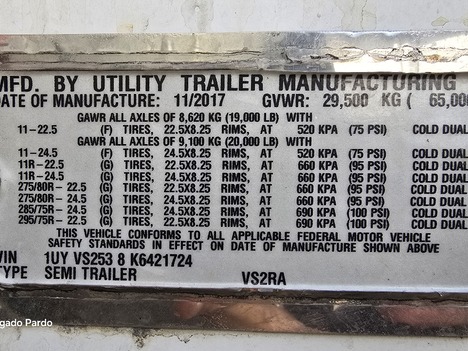 MFD. BY UTILITY TRAILER MANUFACTURING
DATE OF MANUFACTURE: 11/2017 GVWR: 29,500 KG ( 65,00
GAWR ALL AXLES OF 8,620 KG (19,000 LB) WITH
11-22.5 (F) TIRES, 22.5X8.25 RIMS, AT 520 KPA (75 PSI) COLD DUAL
GAWR ALL AXLES OF 9,100 KG (20,000 LB) WITH
11-24.5 (F) TIRES, 24.5X8.25 RIMS, AT 520 KPA (75 PSI) COLD DUAL
11R-22.5 (G) TIRES, 22.5X8.25 RIMS, AT 660 KPA (95 PSI) COLD DUAL
11R-24.5 (G) TIRES, 24.5X8.25 RIMS, AT 660 KPA (95 PSI) COLD DUAL
275/80R-22.5 (G) TIRES, 22.5X8.25 RIMS, AT 660 KPA (95 PSI) COLD DUAL
275/80R-24.5 (G) TIRES, 24.5X8.25 RIMS, AT 660 KPA (95 PSI) COLD DUAL
285/75R-24.5 (G) TIRES, 24.5X8.25 RIMS, AT 690 KPA (100 PSI) COLD DUAL
295/75R-22.5 (G) TIRES, 22.5X8.25 RIMS, AT 690 KPA (100 PSI) COLD DUAL
THIS VEHICLE CONFORMS TO ALL APPLICABLE FEDERAL MOTOR VEHICLE
SAFETY STANDARDS IN EFFECT ON DATE OF MANUFACTURE SHOWN ABOVE
VIN 1UY VS253 8 K6421724
TYPE SEMI TRAILER VS2RA
gado Pardo